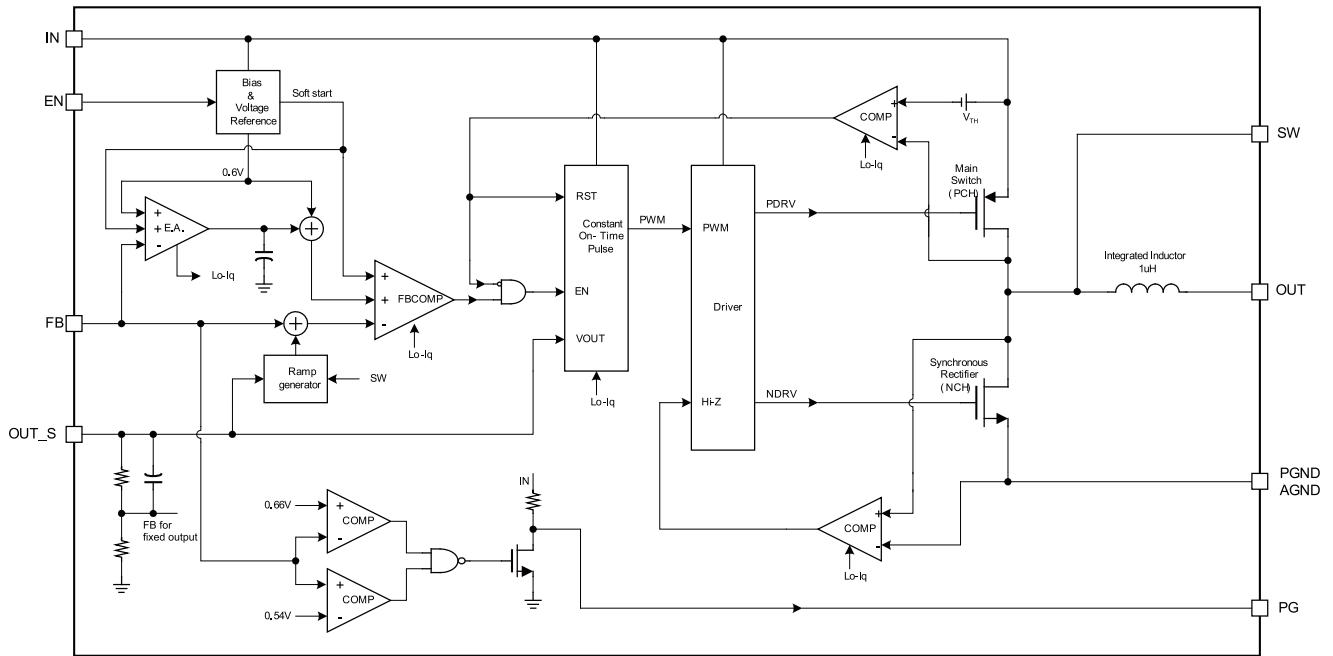 IN
EN
Bias
&
Voltage
Reference
Soft start
0.6V
+
+
-
E.A.
Lo-Iq
+
+
+
-
FBCOMP
Lo-Iq
FB
+
Ramp
generator
SW
OUT_S
FB for
fixed output
RST
Constant
On- Time
Pulse
EN
VOUT
Lo-Iq
PWM
PWM
Driver
Hi-Z
PDRV
NDRV
COMP
+
-
VTH
Lo-Iq
Main
Switch
(PCH)
SW
Integrated Inductor
1uH
OUT
Synchronous
Rectifier
(NCH)
PGND
AGND
COMP
+
-
Lo-Iq
0.66V
+
-
COMP
+
-
COMP
0.54V
IN
PG